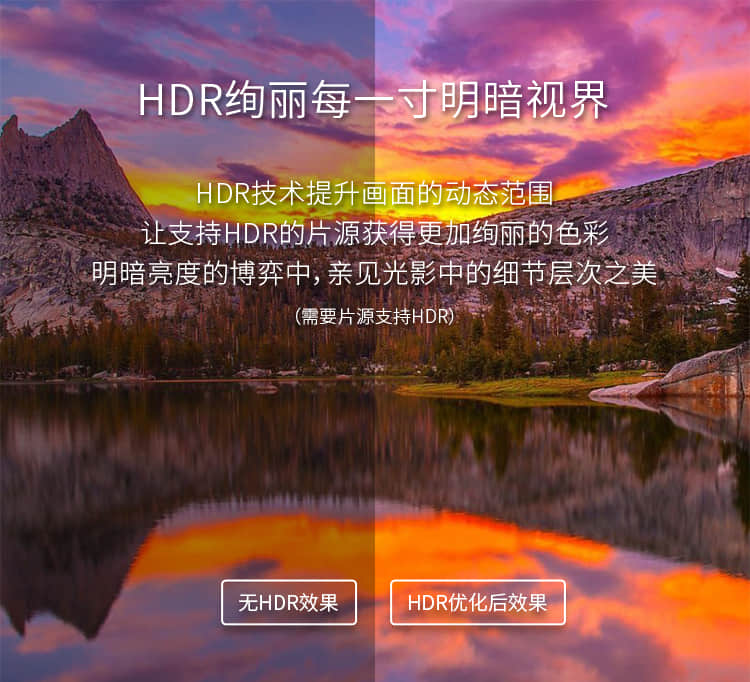 HDR绚丽每一寸明暗视界
HDR技术提升画面的动态范围
让支持HDR的片源获得更加绚丽的色彩
明暗亮度的博弈中，亲见光影中的细节层次之美
（需要片源支持HDR）
无HDR效果
HDR优化后效果